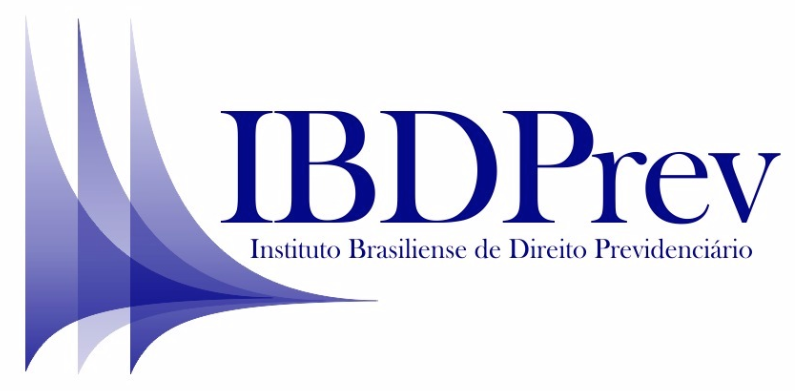 IBDPrev
Instituto Brasiliense de Direito Previdenciário